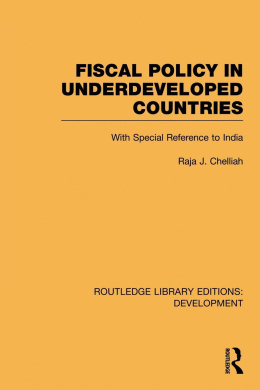 FISCAL POLICY IN
UNDERDEVELOPED
COUNTRIES
With Special Reference to India
Raja J. Chelliah
ROUTLEDGE LIBRARY EDITIONS:
DEVELOPMENT
ROUTLEDGE